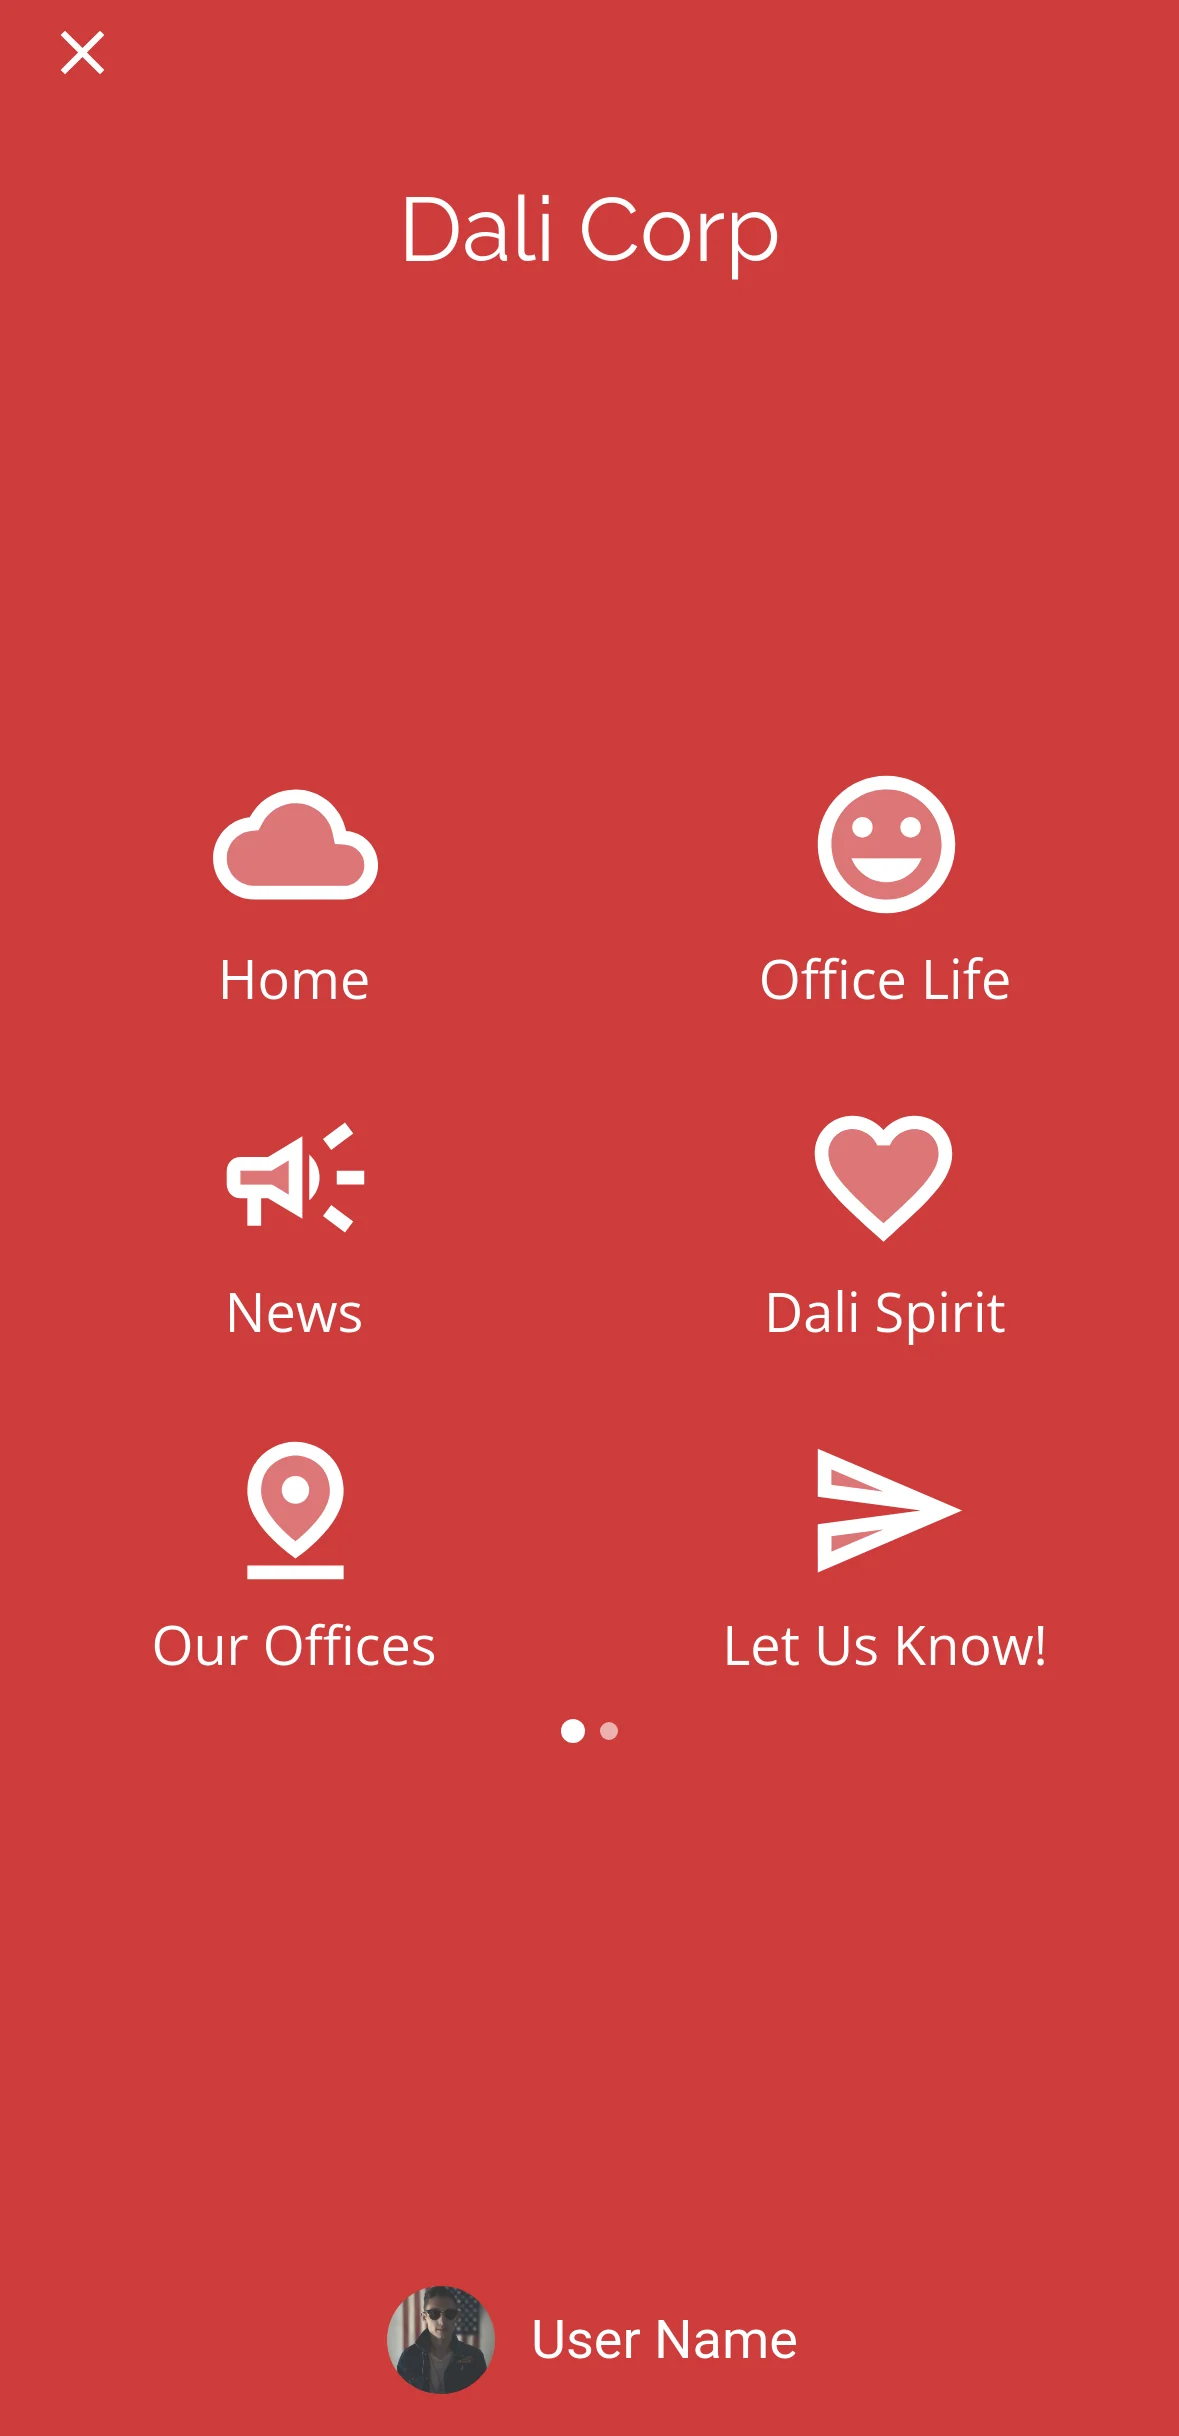 Dali Corp
Home
Office Life
News
Dali Spirit
Our Offices
Let Us Know!
User Name